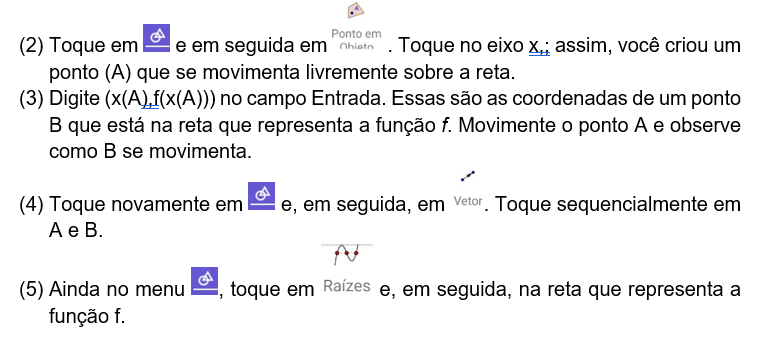 Ponto em
Objeto
(2) Toque em e em seguida em . Toque no eixo x,; assim, você criou um
ponto (A) que se movimenta livremente sobre a reta.
(3) Digite (x(A),f(x(A))) no campo Entrada. Essas são as coordenadas de um ponto
B que está na reta que representa a função f. Movimente o ponto A e observe
como B se movimenta.
(4) Toque novamente em e, em seguida, em Vetor . Toque sequencialmente em
A e B.
(5) Ainda no menu , toque em Raízes e, em seguida, na reta que representa a
função f.